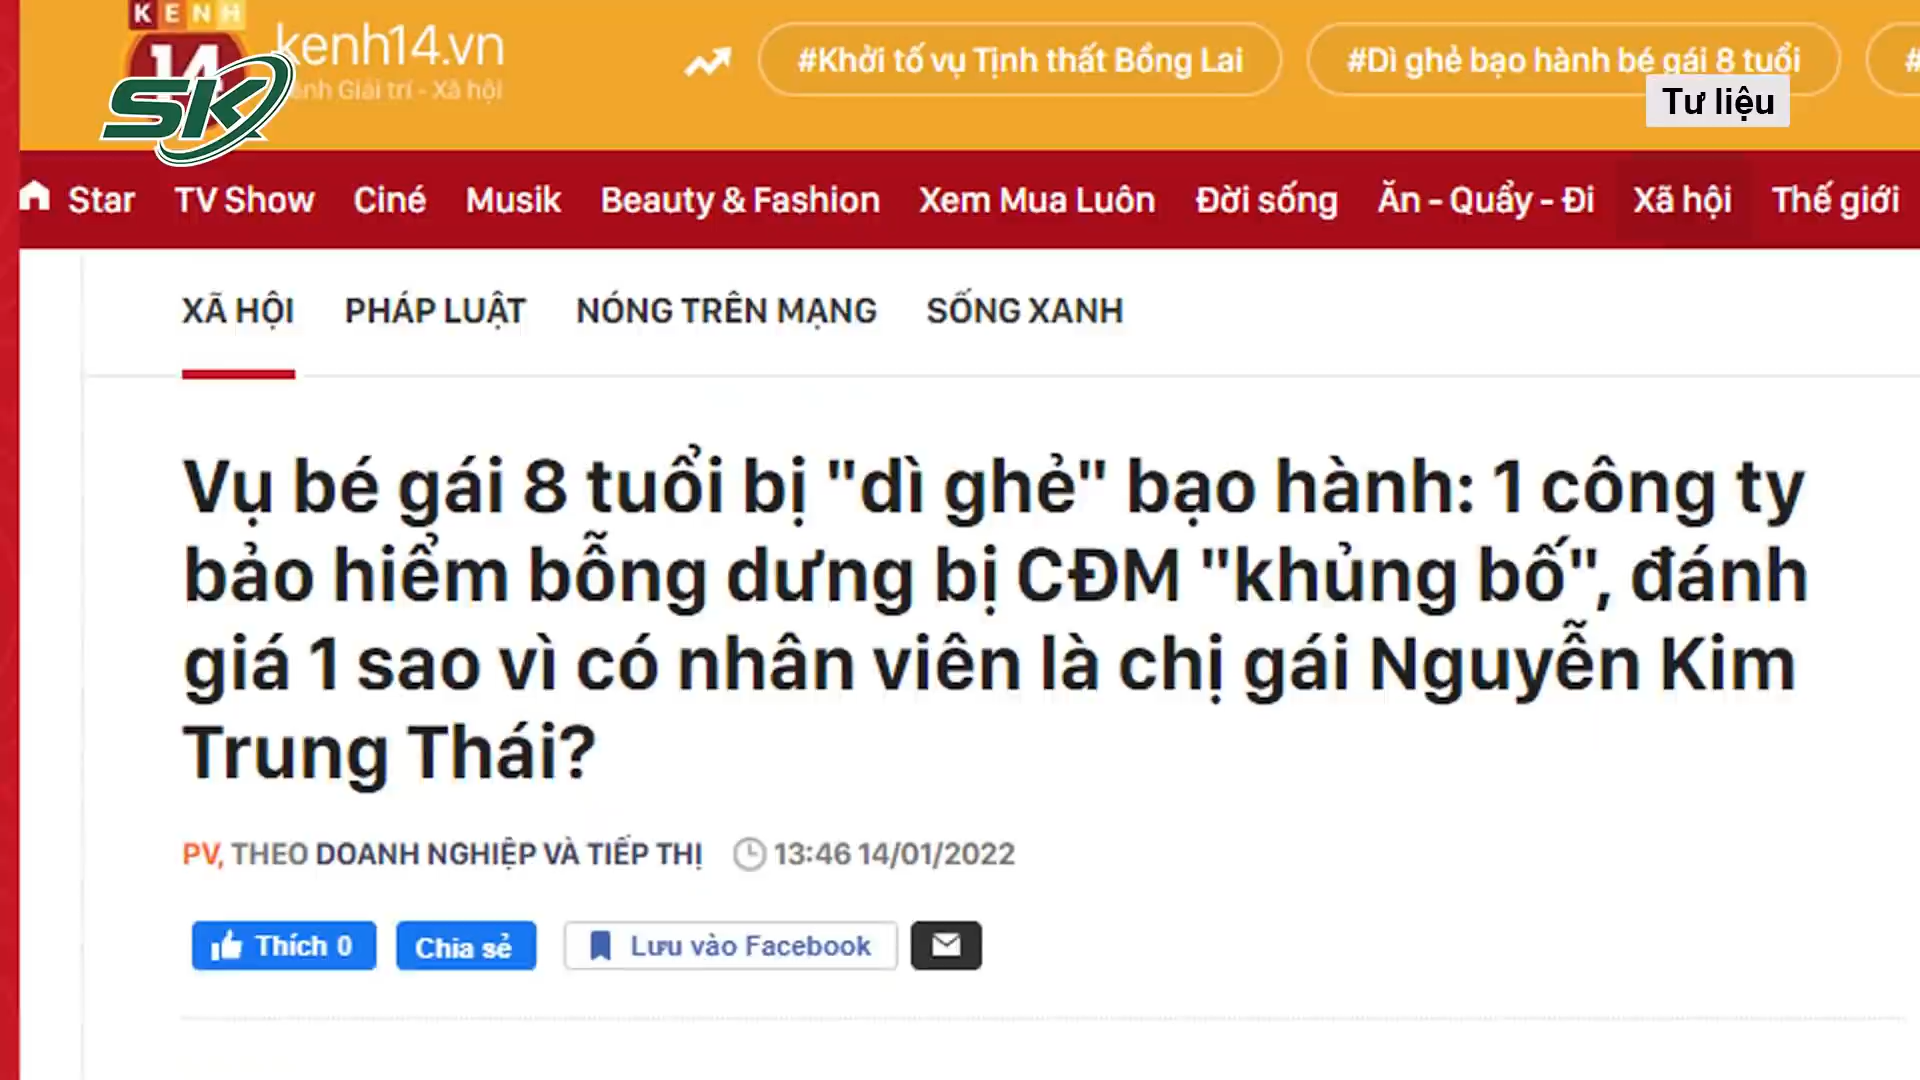 KENH
14
kenh14.vn
Kênh Giải trí - Xã hội
SK
#Khởi tố vụ Tịnh thất Bồng Lai
#Dì ghẻ bạo hành bé gái 8 tuổi
#
Tư liệu
Star TV Show Ciné Musik Beauty & Fashion Xem Mua Luôn Đời sống Ăn - Quẩy - Đi Xã hội Thế giới
XÃ HỘI PHÁP LUẬT NÓNG TRÊN MẠNG SỐNG XANH
Vụ bé gái 8 tuổi bị "dì ghẻ" bạo hành: 1 công ty
bảo hiểm bỗng dưng bị CĐM "khủng bố", đánh
giá 1 sao vì có nhân viên là chị gái Nguyễn Kim
Trung Thái?
PV, THEO DOANH NGHIỆP VÀ TIẾP THỊ 13:46 14/01/2022
Thích 0 Chia sẻ Lưu vào Facebook